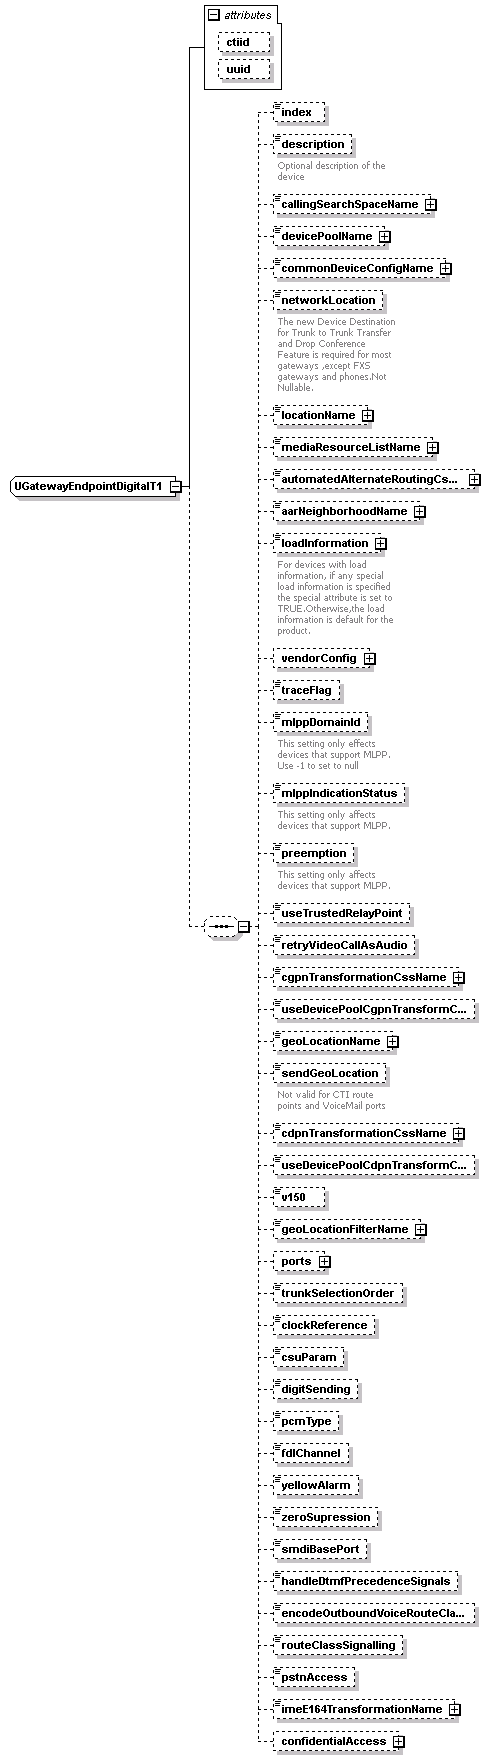 attributes
ctiid
uuid
index
description
Optional description of the
device
callingSearchSpaceName
devicePoolName
commonDeviceConfigName
networkLocation
The new Device Destination
for Trunk to Trunk Transfer
and Drop Conference
Feature is required for most
gateways ,except FXS
gateways and phones.Not
Nullable.
locationName
mediaResourceListName
UGatewayEndpointDigitalT1
automatedAlternateRoutingCs...
aarNeighborhoodName
loadInformation
For devices with load
information, if any special
load information is specified
the special attribute is set to
TRUE.Otherwise,the load
information is default for the
product.
vendorConfig
traceFlag
mlppDomainId
This setting only effects
devices that support MLPP.
Use -1 to set to null
mlppIndicationStatus
This setting only affects
devices that support MLPP.
preemption
This setting only affects
devices that support MLPP.
useTrustedRelayPoint
retryVideoCallAsAudio
cgpnTransformationCssName
useDevicePoolCgpnTransformC...
geoLocationName
sendGeoLocation
Not valid for CTI route
points and VoiceMail ports
cdpnTransformationCssName
useDevicePoolCdpnTransformC...
v150
geoLocationFilterName
ports
trunkSelectionOrder
clockReference
csuParam
digitSending
pcmType
fdlChannel
yellowAlarm
zeroSupression
smdiBasePort
handleDtmfPrecedenceSignals
encodeOutboundVoiceRouteCla...
routeClassSignalling
pstnAccess
imeE164TransformationName
confidentialAccess